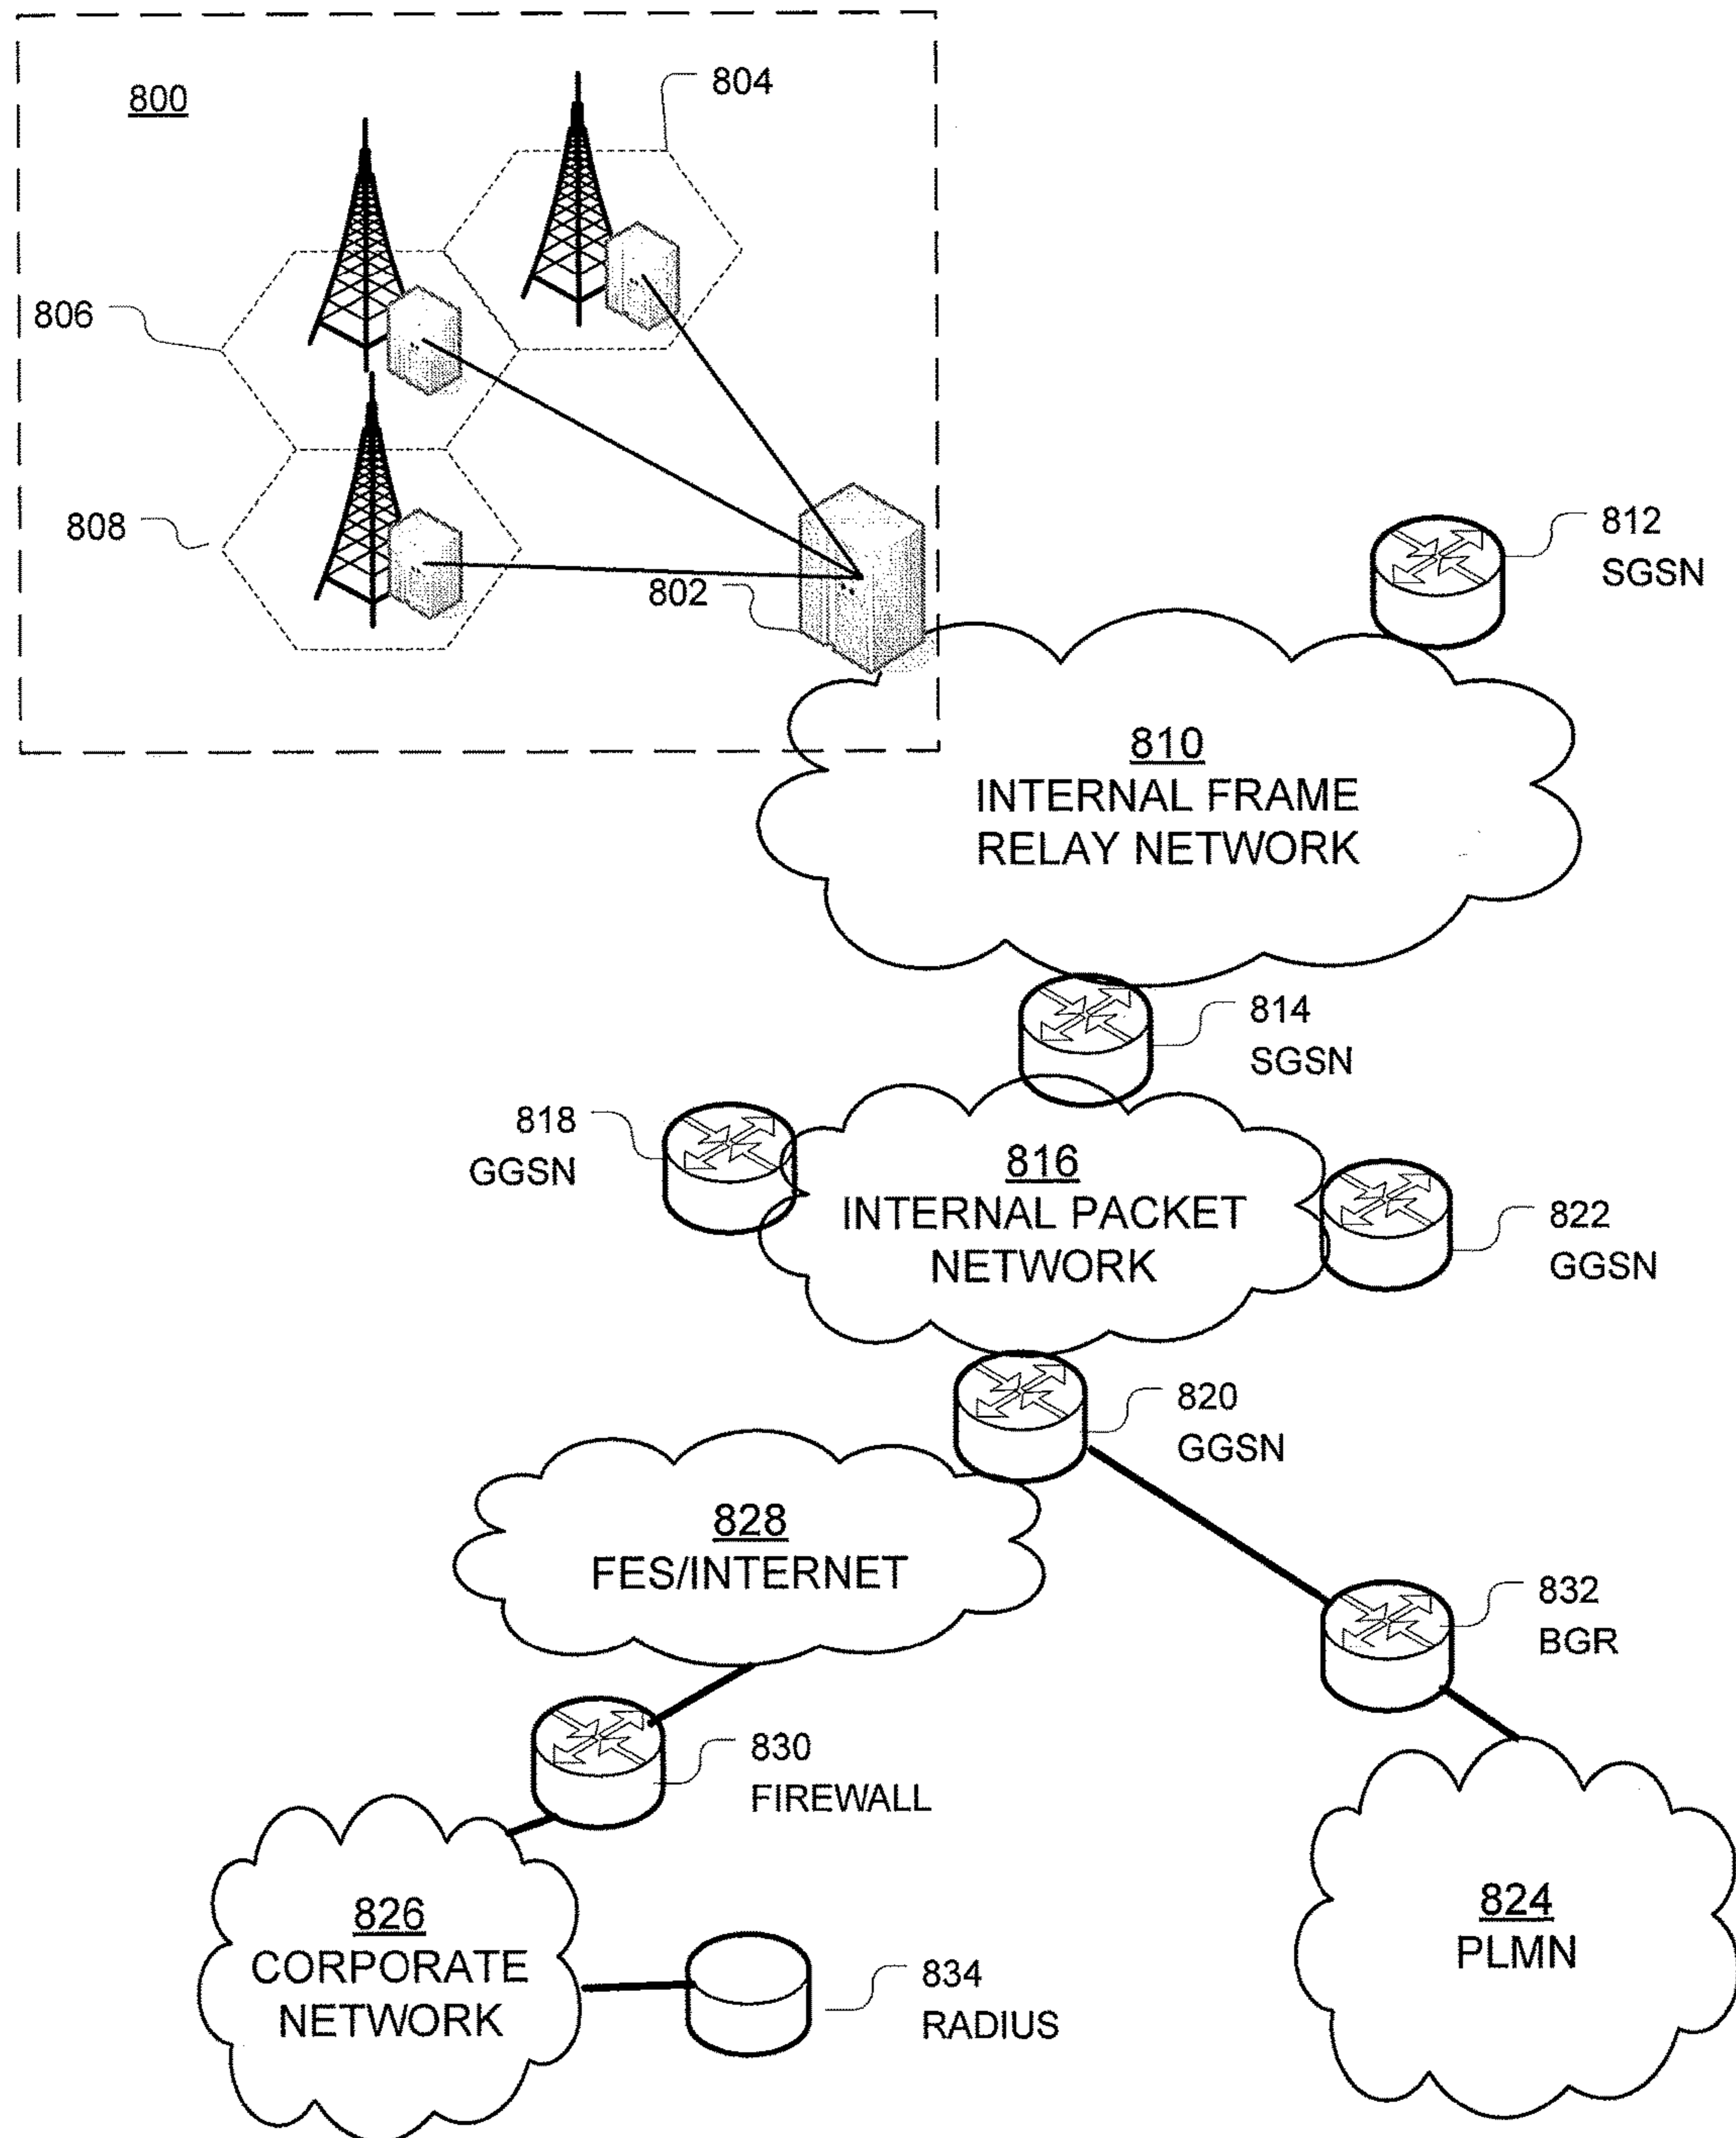 800
804
806
808
802
812
SGSN
810
INTERNAL FRAME
RELAY NETWORK
814
SGSN
818
GGSN
816
INTERNAL PACKET
NETWORK
822
GGSN
820
GGSN
828
FES/INTERNET
832
BGR
830
FIREWALL
826
CORPORATE
NETWORK
834
RADIUS
824
PLMN